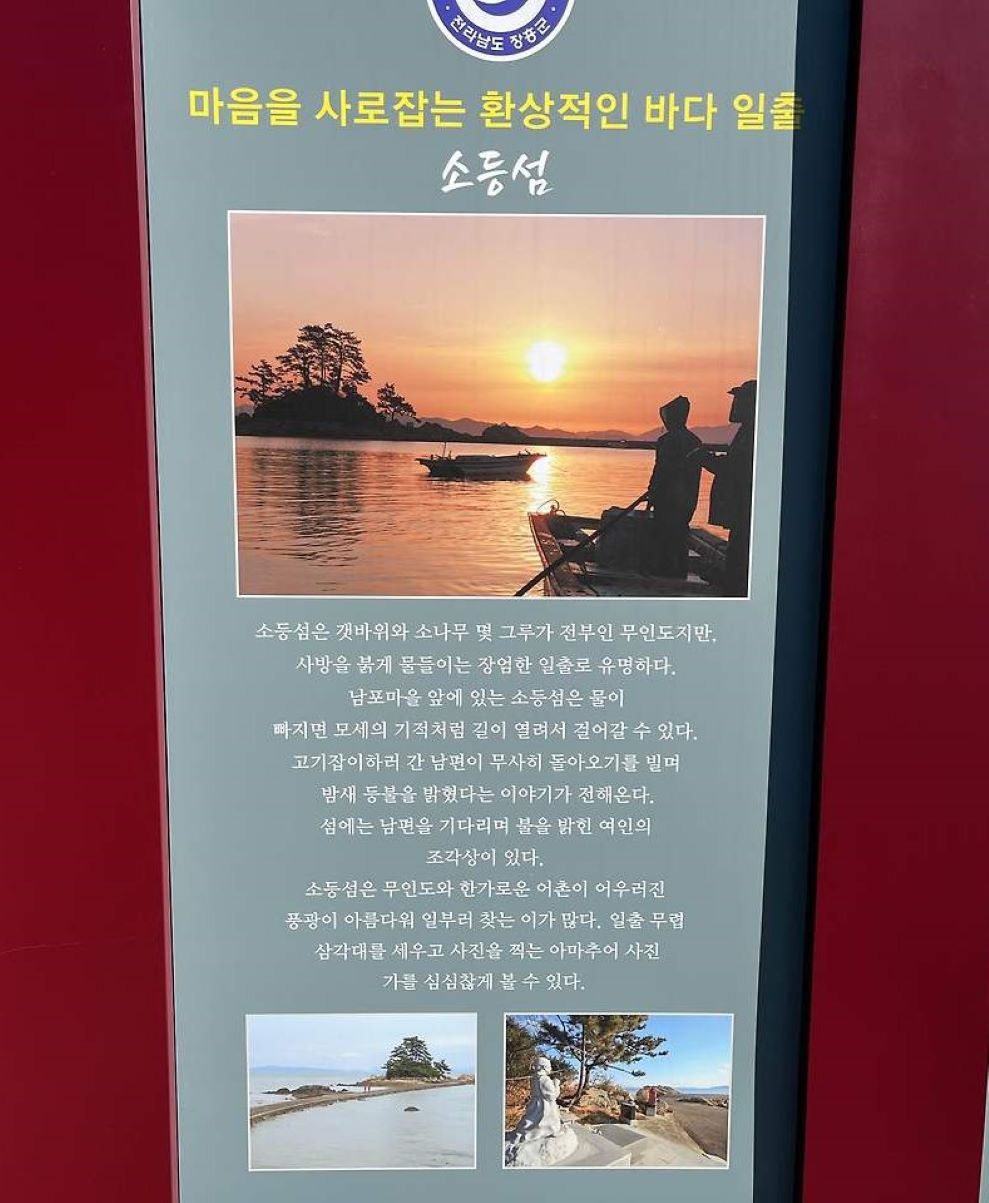 전라남도 장흥군
마음을 사로잡는 환상적인 바다 일출
소등섬
소등섬은 갯바위와 소나무 몇 그루가 전부인 무인도지만,
사방을 붉게 물들이는 장엄한 일출로 유명하다.
남포마을 앞에 있는 소등섬은 물이
빠지면 모세의 기적처럼 길이 열려서 걸어갈 수 있다.
고기잡이하러 간 남편이 무사히 돌아오기를 빌며
밤새 등불을 밝혔다는 이야기가 전해온다.
섬에는 남편을 기다리며 불을 밝힌 여인의
조각상이 있다.
소등섬은 무인도와 한가로운 어촌이 어우러진
풍광이 아름다워 일부러 찾는 이가 많다. 일출 무렵
삼각대를 세우고 사진을 찍는 아마추어 사진
가를 심심찮게 볼 수 있다.